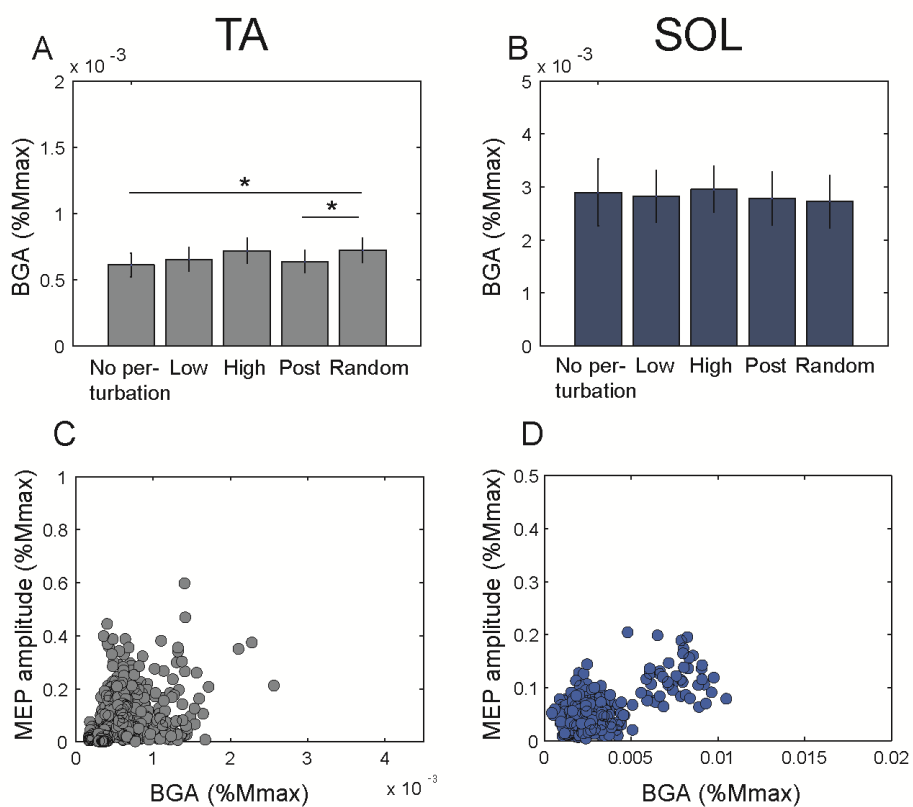 TA
SOL
A
B
x 10 -3
x 10 -3
BGA (%Mmax)
2
1.5
1
0.5
0
*
*
No per-
turbation
Low
High
Post
Random
BGA (%Mmax)
5
4
3
2
1
0
No per-
turbation
Low
High
Post
Random
C
D
MEP amplitude (%Mmax)
1
0.8
0.6
0.4
0.2
0
0
1
2
3
4
x 10 -3
BGA (%Mmax)
MEP amplitude (%Mmax)
0.5
0.4
0.3
0.2
0.1
0
0
0.005
0.01
0.015
0.02
BGA (%Mmax)